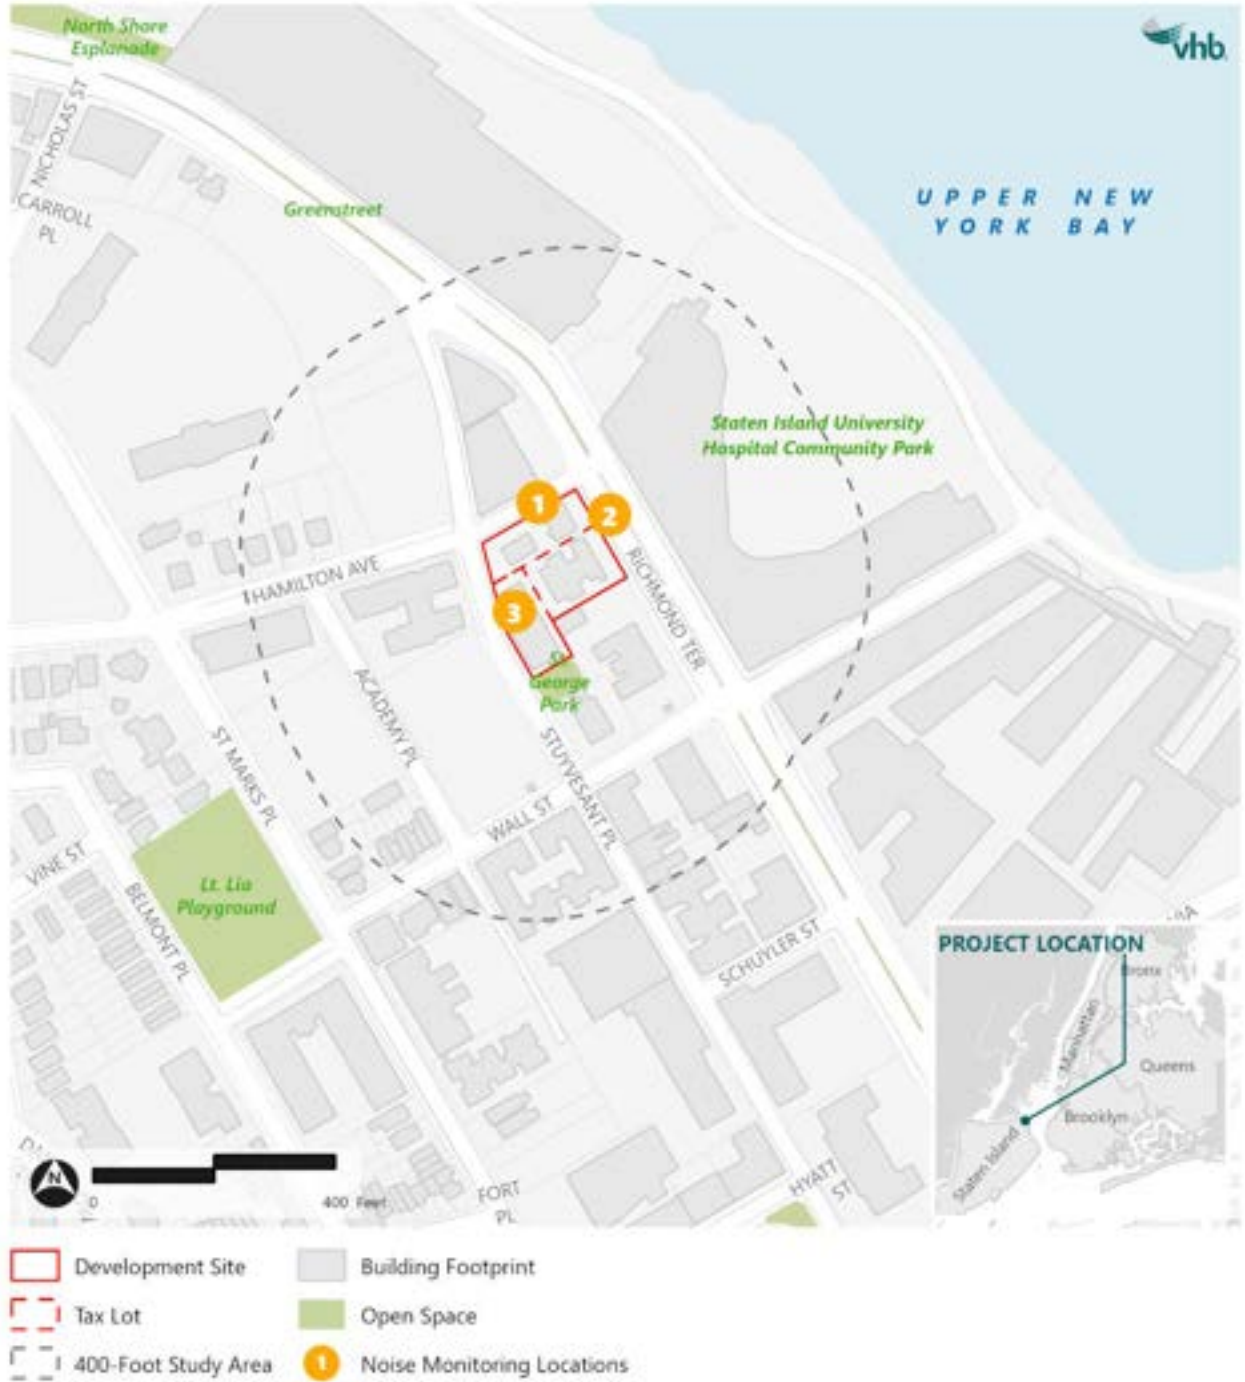 North Shore
Esplanade
vhb
NICHOLAS ST
CARROLL
PL
Greenstreet
UPPER NEW
YORK BAY
Staten Island University
Hospital Community Park
1
2
3
HAMILTON AVE
RICHMOND TER
St.
George
Park
ACADEMY PL
ST MARKS PL
STUYVESANT PL
WALL ST
VINE ST
BELMONT PL
Lt. Lia
Playground
SCHUYLER ST
PROJECT LOCATION
Bronx
Manhattan
Queens
Brooklyn
Staten Island
N
0
400 Feet
FORT
PL
HYATT
ST
Development Site
Building Footprint
Tax Lot
Open Space
400-Foot Study Area
1
Noise Monitoring Locations